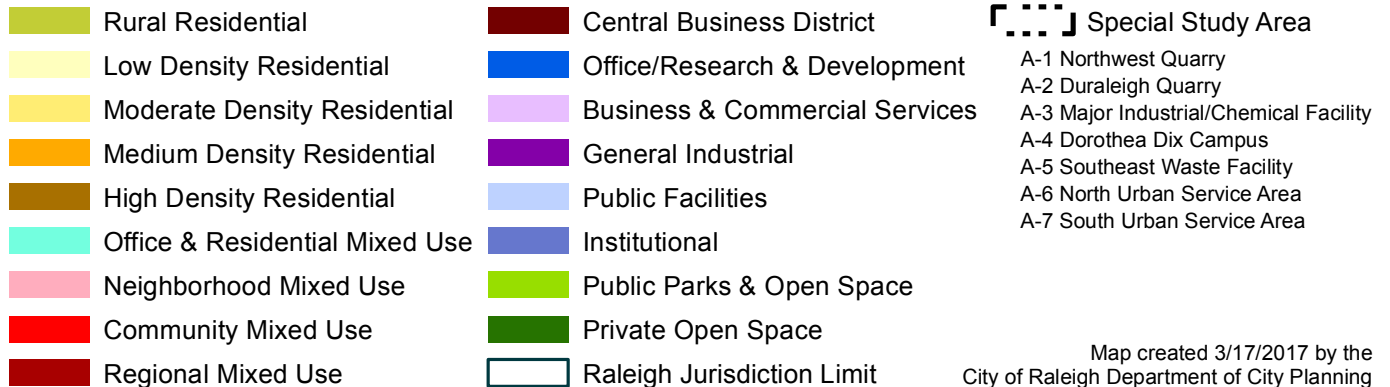 Rural Residential
Low Density Residential
Moderate Density Residential
Medium Density Residential
High Density Residential
Office & Residential Mixed Use
Neighborhood Mixed Use
Community Mixed Use
Regional Mixed Use
Central Business District
Office/Research & Development
Business & Commercial Services
General Industrial
Public Facilities
Institutional
Public Parks & Open Space
Private Open Space
Raleigh Jurisdiction Limit
Special Study Area
A-1 Northwest Quarry
A-2 Duraleigh Quarry
A-3 Major Industrial/Chemical Facility
A-4 Dorothea Dix Campus
A-5 Southeast Waste Facility
A-6 North Urban Service Area
A-7 South Urban Service Area
Map created 3/17/2017 by the
City of Raleigh Department of City Planning